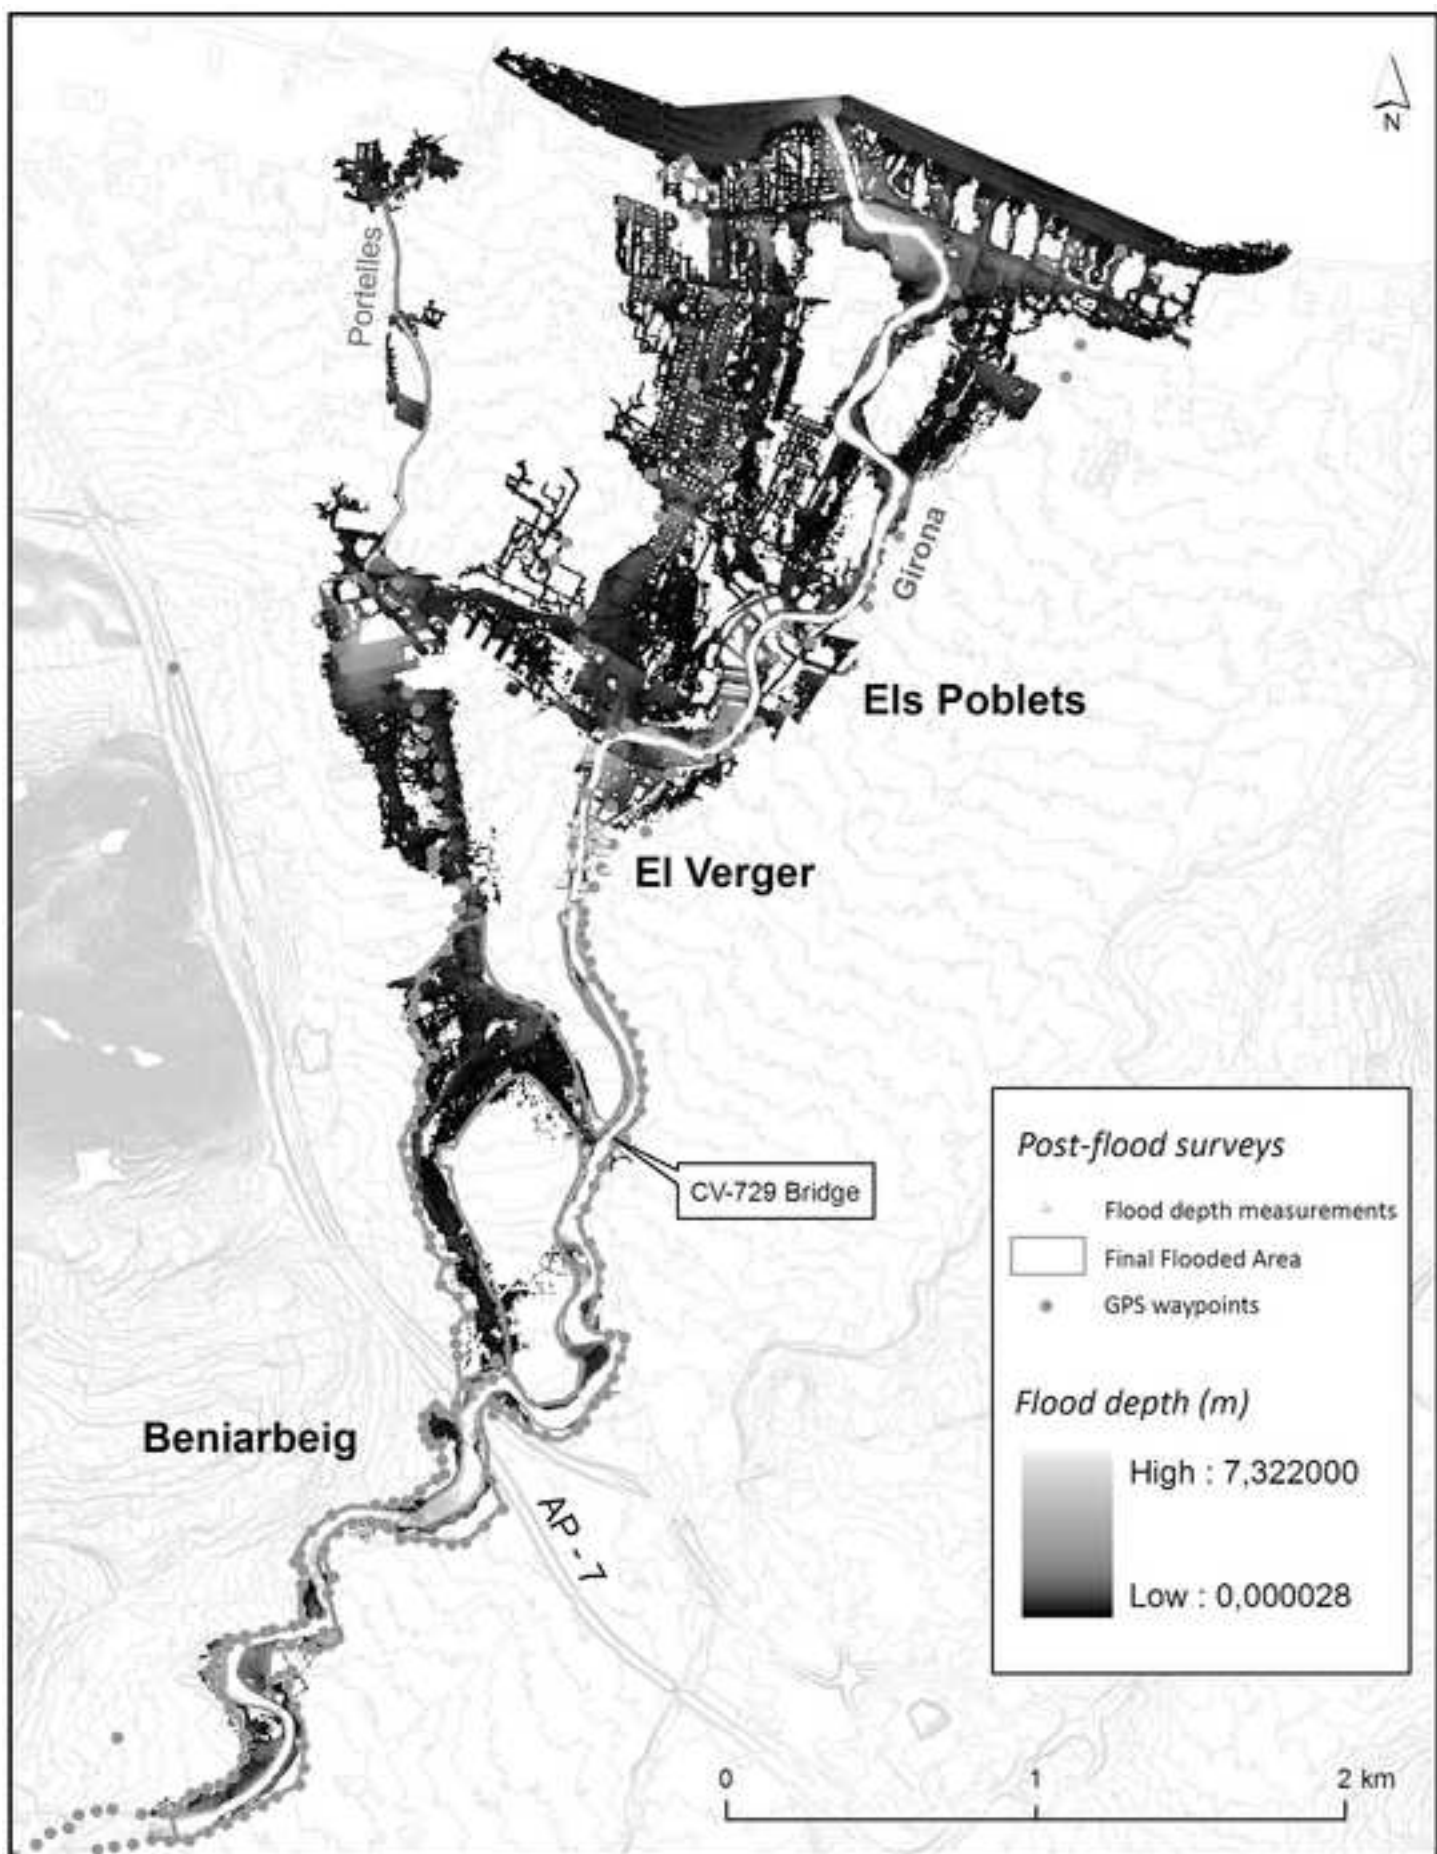 N
Portelles
Girona
Els Poblets
El Verger
CV-729 Bridge
Beniarbeig
AP - 7
Post-flood surveys
Flood depth measurements
Final Flooded Area
GPS waypoints
Flood depth (m)
High : 7,322000
Low : 0,000028
0 1 2 km